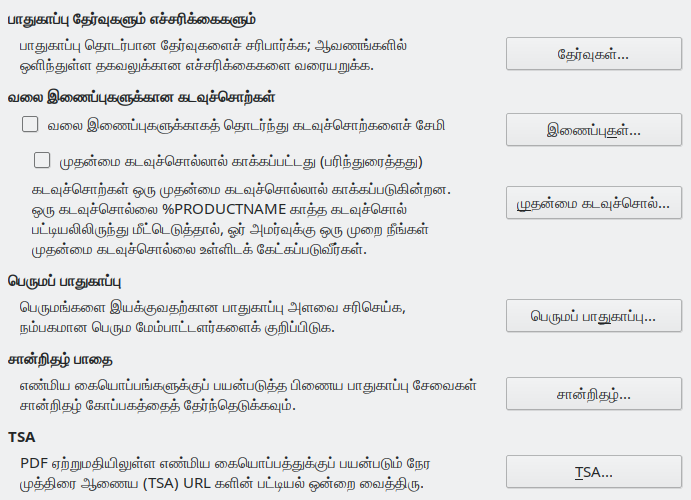 பாதுகாப்பு தேர்வுகளும் எச்சரிக்கைகளும்
பாதுகாப்பு தொடர்பான தேர்வுகளைச் சரிபார்க்க; ஆவணங்களில்
ஒளிந்துள்ள தகவலுக்கான எச்சரிக்கைகளை வரையறுக்க.
தேர்வுகள்...
வலை இணைப்புகளுக்கான கடவுச்சொற்கள்
வலை இணைப்புகளுக்காகத் தொடர்ந்து கடவுச்சொற்களைச் சேமி
இணைப்புகள்...
முதன்மை கடவுச்சொல்லால் காக்கப்பட்டது (பரிந்துரைத்தது)
கடவுச்சொற்கள் ஒரு முதன்மை கடவுச்சொல்லால் காக்கப்படுகின்றன.
ஒரு கடவுச்சொல்லை %PRODUCTNAME காத்த கடவுச்சொல்
பட்டியலிலிருந்து மீட்டெடுத்தால், ஓர் அமர்வுக்கு ஒரு முறை நீங்கள்
முதன்மை கடவுச்சொல்லை உள்ளிடக் கேட்கப்படுவீர்கள்.
முதன்மை கடவுச்சொல்...
பெருமப் பாதுகாப்பு
பெருமங்களை இயக்குவதற்கான பாதுகாப்பு அளவை சரிசெய்க,
நம்பகமான பெரும மேம்பாட்டளர்களைக் குறிப்பிடுக.
பெருமப் பாதுகாப்பு...
சான்றிதழ் பாதை
எண்மிய கையொப்பங்களுக்குப் பயன்படுத்த பிணைய பாதுகாப்பு சேவைகள்
சான்றிதழ் கோப்பகத்தைத் தேர்ந்தெடுக்கவும்.
சான்றிதழ்...
TSA
PDF ஏற்றுமதியிலுள்ள எண்மிய கையொப்பத்துக்குப் பயன்படும் நேர
முத்திரை ஆணைய (TSA) URL களின் பட்டியல் ஒன்றை வைத்திரு.
TSA...